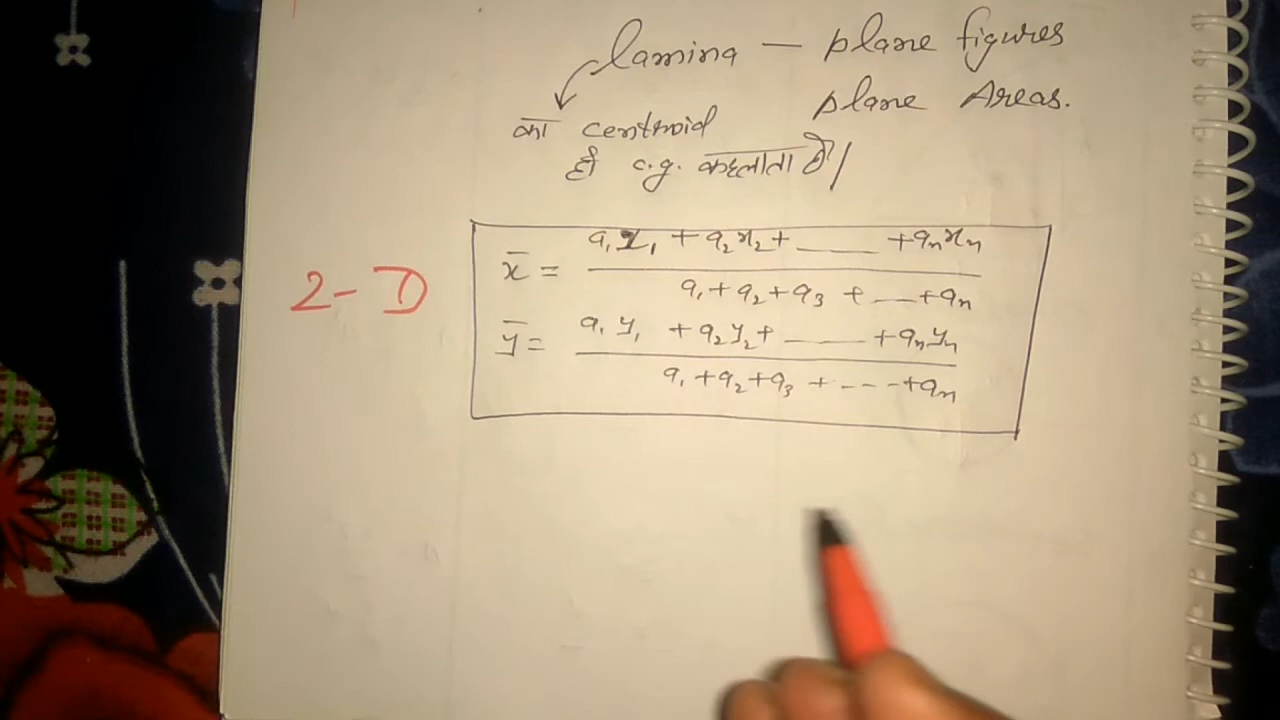 lamina — plane figures
plane Areas.
का centroid
ही c.g. कहलाता है।
2-D
x̄ = a₁x₁ + a₂x₂ + ____ + aₙxₙ
a₁ + a₂ + a₃ + --- + aₙ
ȳ = a₁y₁ + a₂y₂ + ____ + aₙyₙ
a₁ + a₂ + a₃ + --- + aₙ